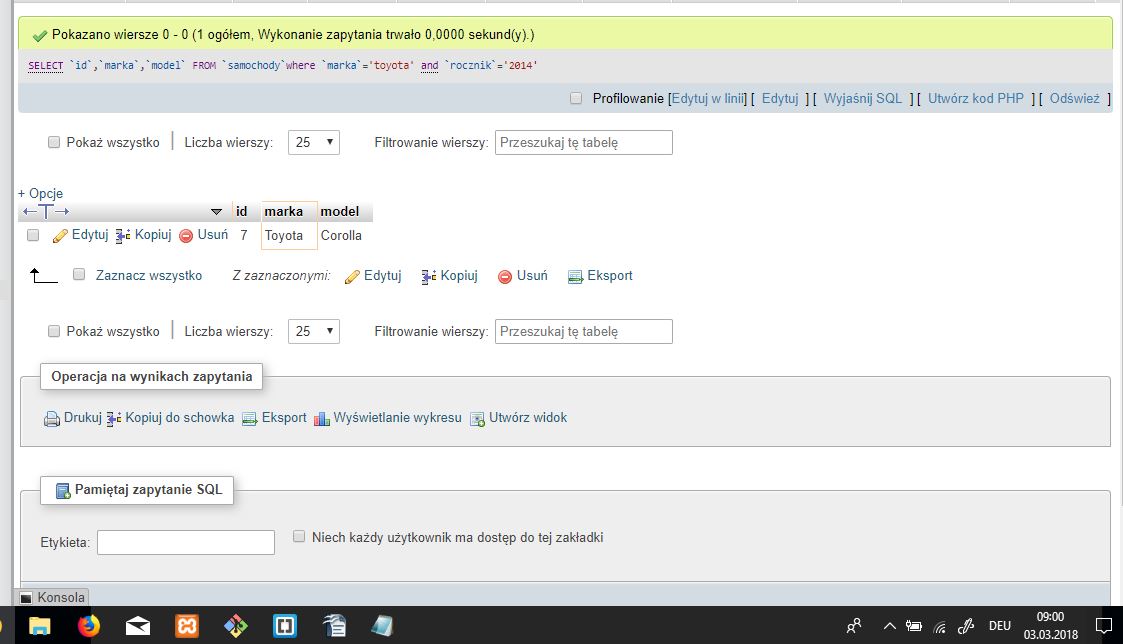 Pokazano wiersze 0 - 0 (1 ogółem, Wykonanie zapytania trwało 0,0000 sekund(y).)
SELECT `id`,`marka`,`model` FROM `samochody`where `marka`='toyota' and `rocznik`='2014'
Profilowanie [Edytuj w linii] [ Edytuj ] [ Wyjaśnij SQL ] [ Utwórz kod PHP ] [ Odśwież ]
Pokaż wszystko | Liczba wierszy: 25 Filtrowanie wierszy: Przeszukaj tę tabelę
+ Opcje
←T→ id marka model
Edytuj Kopiuj Usuń 7 Toyota Corolla
Zaznacz wszystko Z zaznaczonymi: Edytuj Kopiuj Usuń Eksport
Pokaż wszystko | Liczba wierszy: 25 Filtrowanie wierszy: Przeszukaj tę tabelę
Operacja na wynikach zapytania
Drukuj Kopiuj do schowka Eksport Wyświetlanie wykresu Utwórz widok
Pamiętaj zapytanie SQL
Etykieta: Niech każdy użytkownik ma dostęp do tej zakładki
Konsola
DEU 09:00
03.03.2018